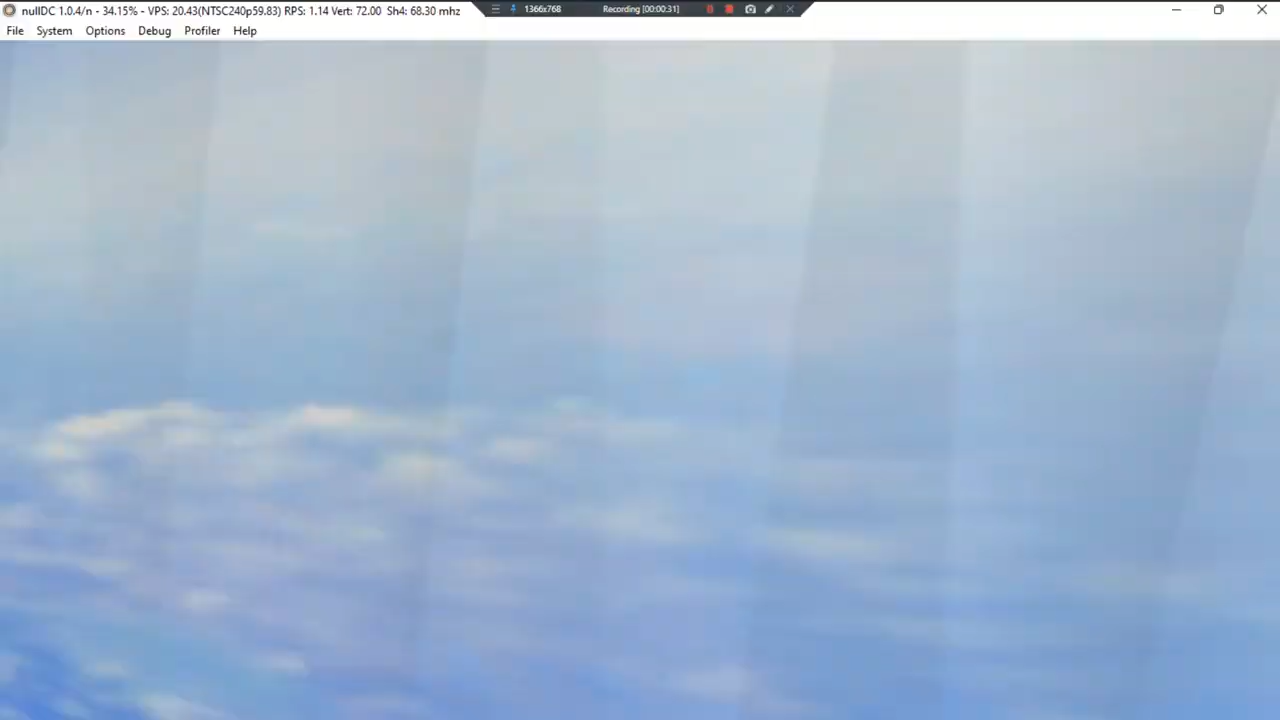 nullDC 1.0.4/n - 34.15% - VPS: 20.43(NTSC240p59.83) RPS: 1.14 Vert: 72.00 Sh4: 68.30 mhz
1366x768 Recording [00:00:31]
File System Options Debug Profiler Help